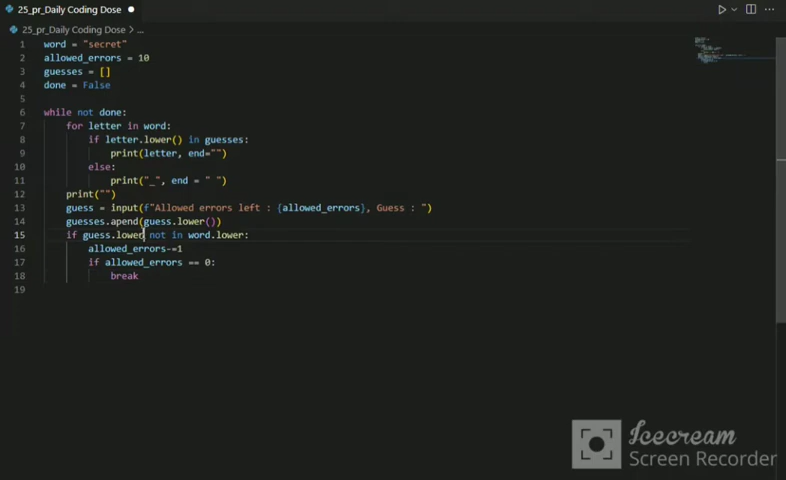 25_pr_Daily Coding Dose
25_pr_Daily Coding Dose > ...
1 word = "secret"
2 allowed_errors = 10
3 guesses = []
4 done = False
5
6 while not done:
7     for letter in word:
8         if letter.lower() in guesses:
9             print(letter, end="")
10         else:
11             print("_", end = " ")
12     print("")
13     guess = input(f"Allowed errors left : {allowed_errors}, Guess : ")
14     guesses.apend(guess.lower())
15     if guess.lower not in word.lower:
16         allowed_errors-=1
17         if allowed_errors == 0:
18             break
19
Icecream
Screen Recorder